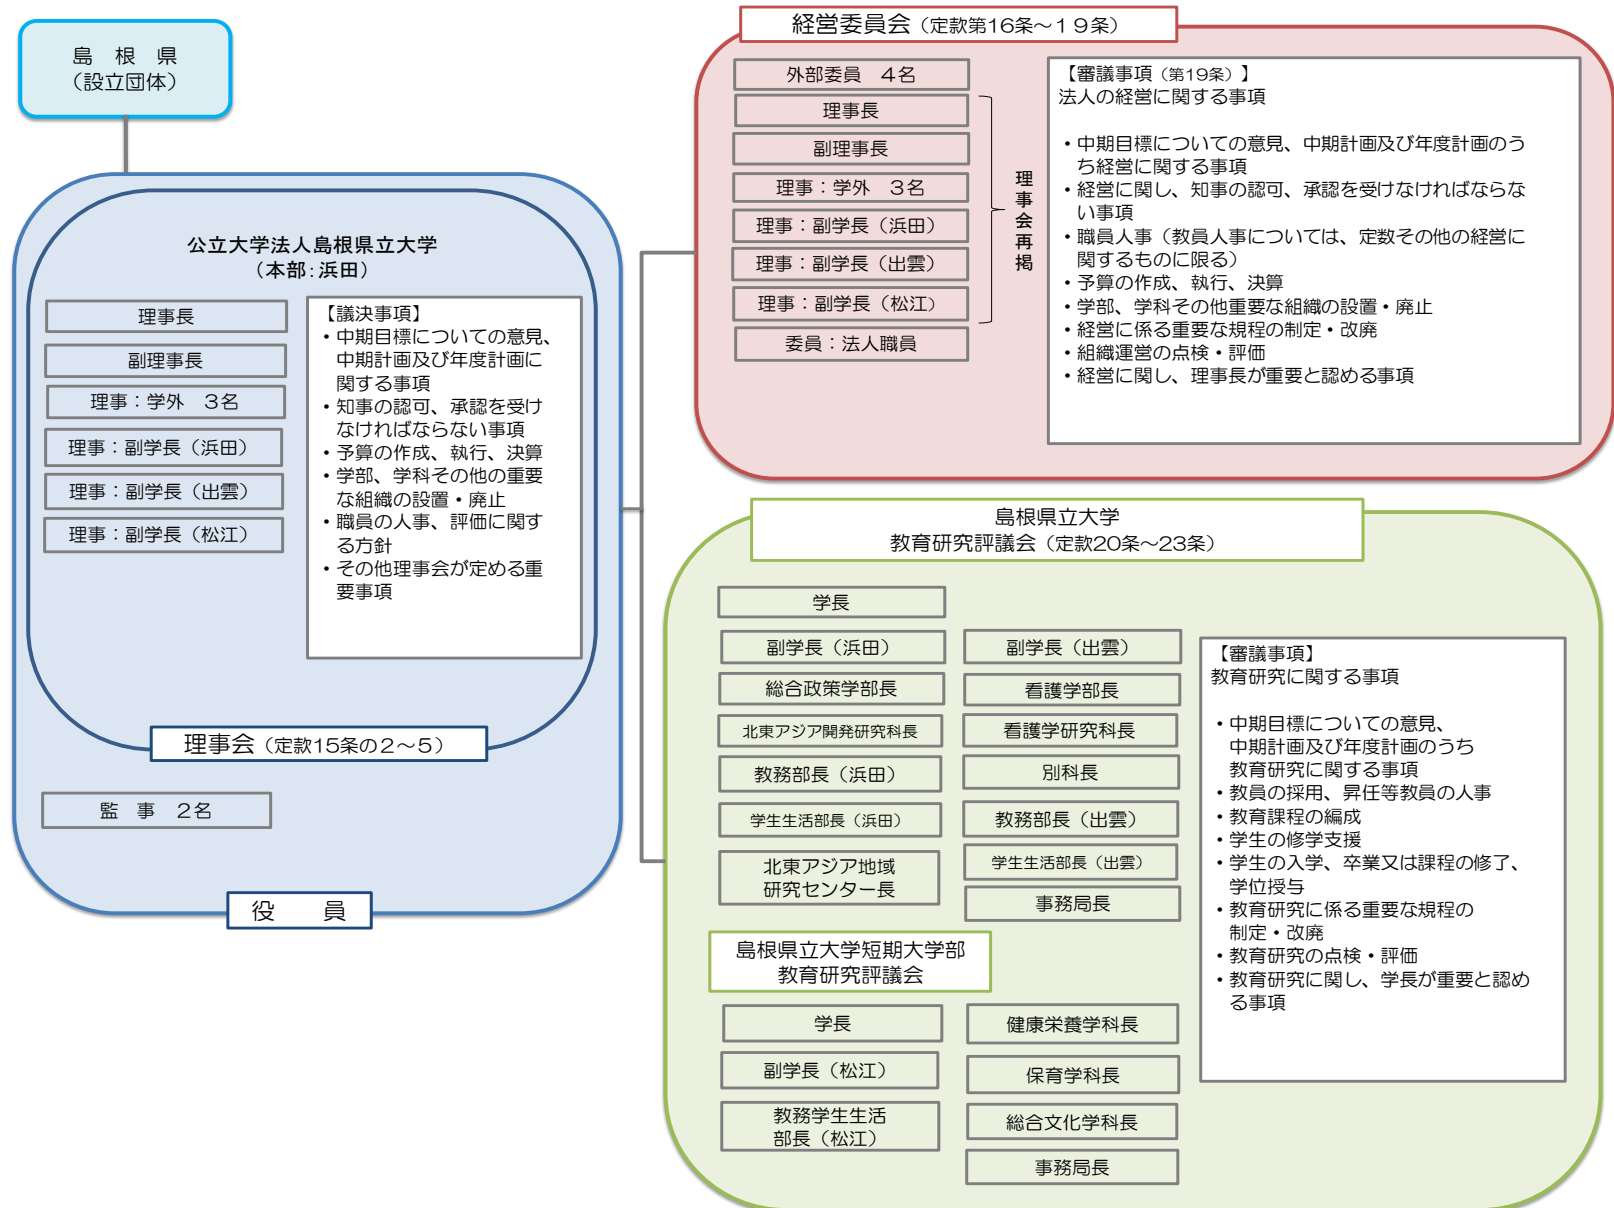 島　根　県
（設立団体）
公立大学法人島根県立大学
（本部：浜田）
理事長
副理事長
理事：学外　３名
理事：副学長（浜田）
理事：副学長（出雲）
理事：副学長（松江）
【議決事項】
・中期目標についての意見、
中期計画及び年度計画に
関する事項
・知事の認可、承認を受け
なければならない事項
・予算の作成、執行、決算
・学部、学科その他の重要
な組織の設置・廃止
・職員の人事、評価に関す
る方針
・その他理事会が定める重
要事項
理事会（定款15条の２～５）
監　事　２名
役　員
経営委員会（定款第16条～１９条）
外部委員　４名
理事長
副理事長
理事：学外　３名
理事：副学長（浜田）
理事：副学長（出雲）
理事：副学長（松江）
委員：法人職員
理事会再掲
【審議事項（第19条）】
法人の経営に関する事項
・中期目標についての意見、中期計画及び年度計画のう
ち経営に関する事項
・経営に関し、知事の認可、承認を受けなければならな
い事項
・職員人事（教員人事については、定数その他の経営に
関するものに限る）
・予算の作成、執行、決算
・学部、学科その他重要な組織の設置・廃止
・経営に係る重要な規程の制定・改廃
・組織運営の点検・評価
・経営に関し、理事長が重要と認める事項
島根県立大学
教育研究評議会（定款20条～23条）
学長
副学長（浜田）
総合政策学部長
北東アジア開発研究科長
教務部長（浜田）
学生生活部長（浜田）
北東アジア地域
研究センター長
副学長（出雲）
看護学部長
看護学研究科長
別科長
教務部長（出雲）
学生生活部長（出雲）
事務局長
島根県立大学短期大学部
教育研究評議会
学長
副学長（松江）
教務学生生活
部長（松江）
健康栄養学科長
保育学科長
総合文化学科長
事務局長
【審議事項】
教育研究に関する事項
・中期目標についての意見、
中期計画及び年度計画のうち
教育研究に関する事項
・教員の採用、昇任等教員の人事
・教育課程の編成
・学生の修学支援
・学生の入学、卒業又は課程の修了、
学位授与
・教育研究に係る重要な規程の
制定・改廃
・教育研究の点検・評価
・教育研究に関し、学長が重要と認め
る事項